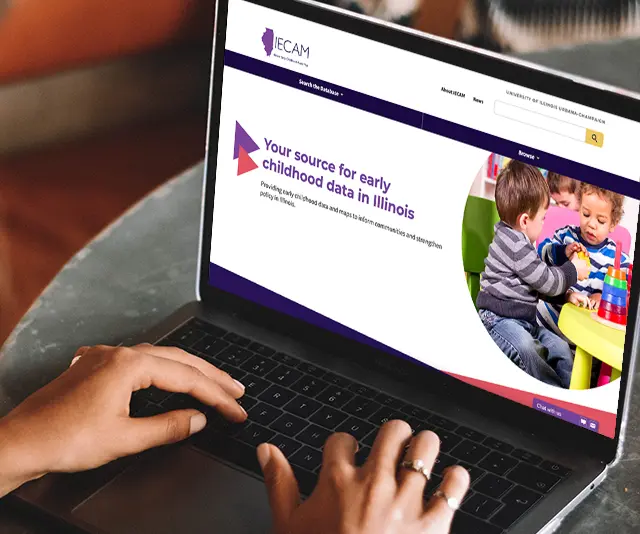 IECAM
UNIVERSITY OF ILLINOIS URBANA-CHAMPAIGN
About IECAM
News
Search the Database
Browse
Your source for early
childhood data in Illinois
Providing early childhood data and maps to inform communities and strengthen
policy in Illinois.
Chat with us